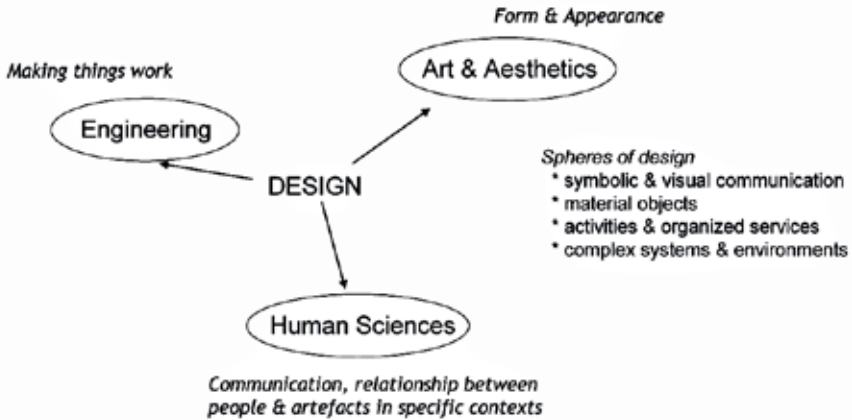 Form & Appearance
Art & Aesthetics
Making things work
Engineering
DESIGN
Spheres of design
* symbolic & visual communication
* material objects
* activities & organized services
* complex systems & environments
Human Sciences
Communication, relationship between
people & artefacts in specific contexts